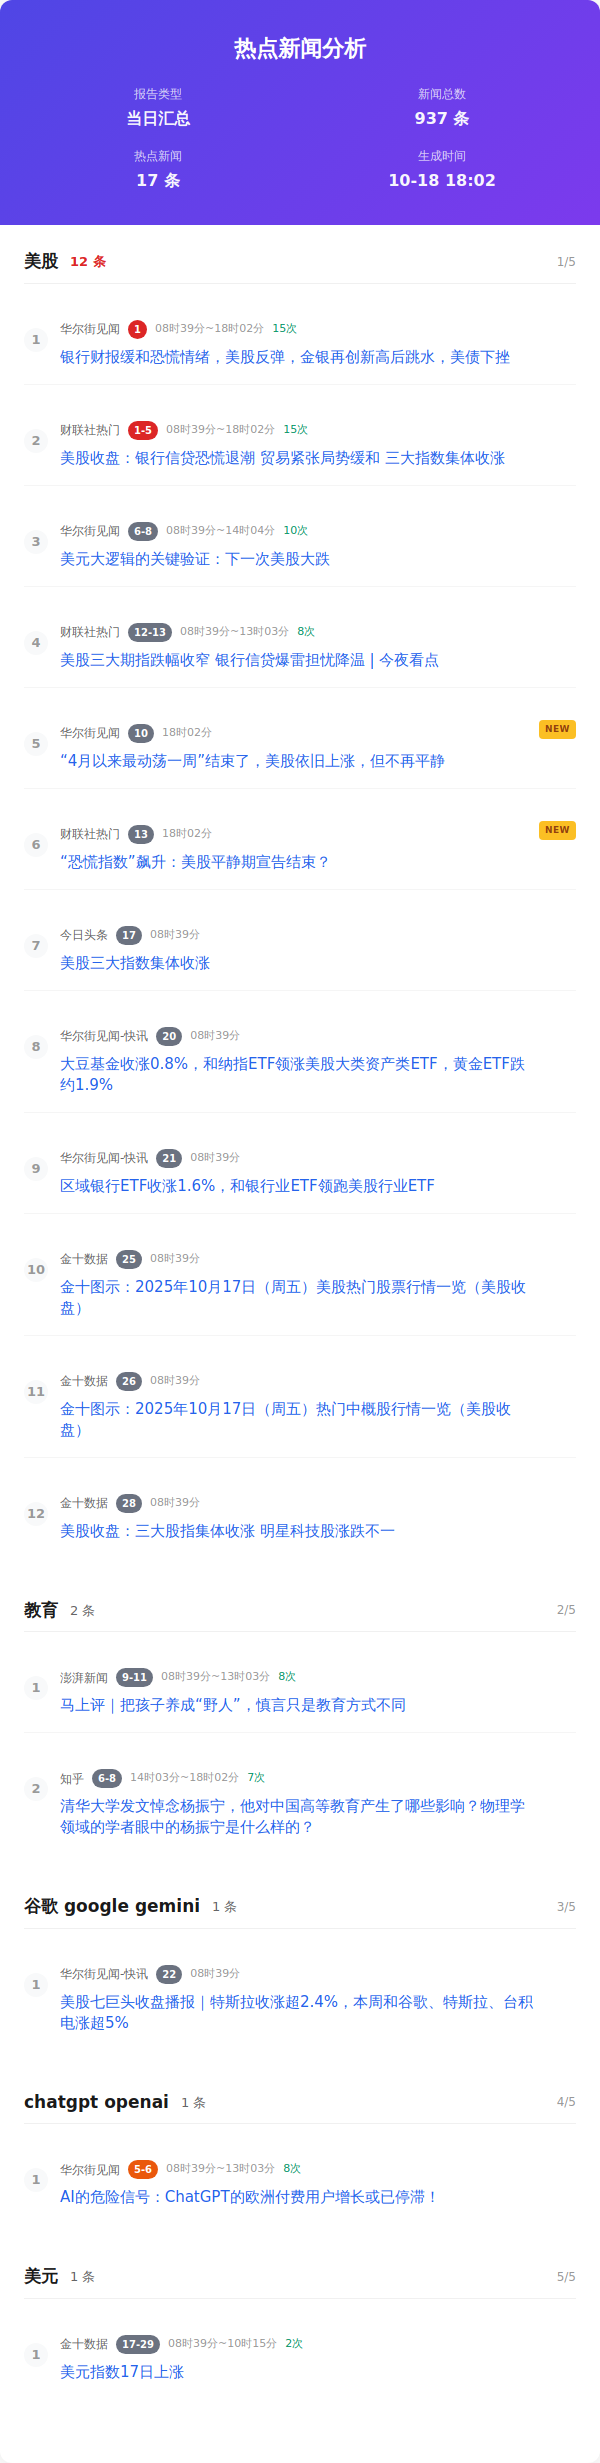 热点新闻分析
报告类型
当日汇总
新闻总数
937 条
热点新闻
17 条
生成时间
10-18 18:02
美股 12 条 1/5
1
华尔街见闻 1 08时39分~18时02分 15次
银行财报缓和恐慌情绪，美股反弹，金银再创新高后跳水，美债下挫
2
财联社热门 1-5 08时39分~18时02分 15次
美股收盘：银行信贷恐慌退潮 贸易紧张局势缓和 三大指数集体收涨
3
华尔街见闻 6-8 08时39分~14时04分 10次
美元大逻辑的关键验证：下一次美股大跌
4
财联社热门 12-13 08时39分~13时03分 8次
美股三大期指跌幅收窄 银行信贷爆雷担忧降温 | 今夜看点
5
华尔街见闻 10 18时02分 NEW
“4月以来最动荡一周”结束了，美股依旧上涨，但不再平静
6
财联社热门 13 18时02分 NEW
“恐慌指数”飙升：美股平静期宣告结束？
7
今日头条 17 08时39分
美股三大指数集体收涨
8
华尔街见闻-快讯 20 08时39分
大豆基金收涨0.8%，和纳指ETF领涨美股大类资产类ETF，黄金ETF跌
约1.9%
9
华尔街见闻-快讯 21 08时39分
区域银行ETF收涨1.6%，和银行业ETF领跑美股行业ETF
10
金十数据 25 08时39分
金十图示：2025年10月17日（周五）美股热门股票行情一览（美股收
盘）
11
金十数据 26 08时39分
金十图示：2025年10月17日（周五）热门中概股行情一览（美股收
盘）
12
金十数据 28 08时39分
美股收盘：三大股指集体收涨 明星科技股涨跌不一
教育 2 条 2/5
1
澎湃新闻 9-11 08时39分~13时03分 8次
马上评｜把孩子养成“野人”，慎言只是教育方式不同
2
知乎 6-8 14时03分~18时02分 7次
清华大学发文悼念杨振宁，他对中国高等教育产生了哪些影响？物理学
领域的学者眼中的杨振宁是什么样的？
谷歌 google gemini 1 条 3/5
1
华尔街见闻-快讯 22 08时39分
美股七巨头收盘播报｜特斯拉收涨超2.4%，本周和谷歌、特斯拉、台积
电涨超5%
chatgpt openai 1 条 4/5
1
华尔街见闻 5-6 08时39分~13时03分 8次
AI的危险信号：ChatGPT的欧洲付费用户增长或已停滞！
美元 1 条 5/5
1
金十数据 17-29 08时39分~10时15分 2次
美元指数17日上涨